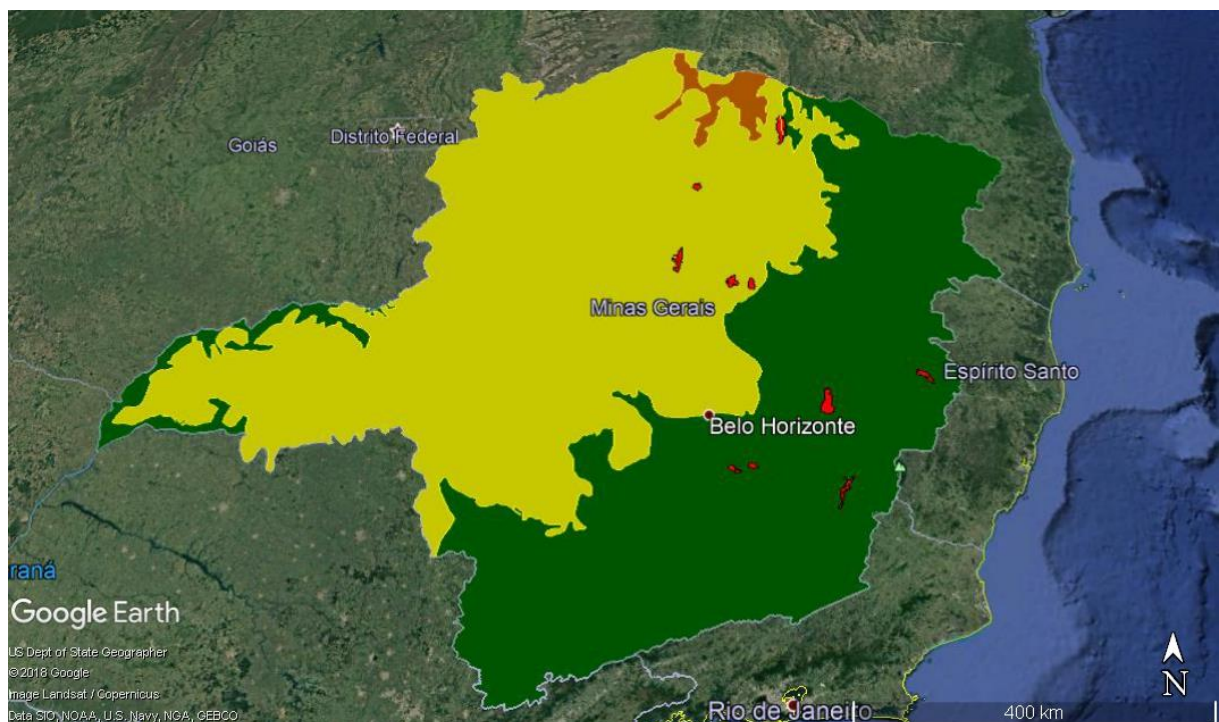 Goiás
Distrito Federal
Minas Gerais
Espírito Santo
Belo Horizonte
raná
Google Earth
US Dept of State Geographer
©2018 Google
Image Landsat / Copernicus
Data SIO, NOAA, U.S. Navy, NGA, GEBCO
Rio de Janeiro
N
400 km